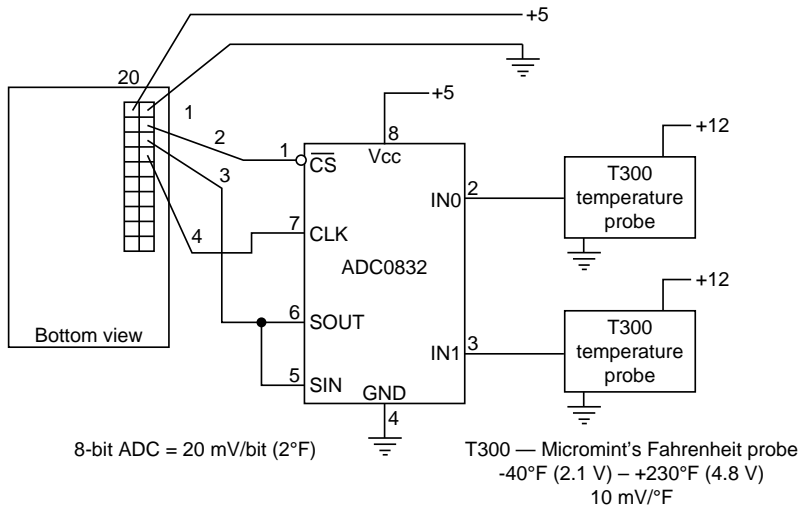 +5
20
1
2
3
4
+5
8
Vcc
1
CS
7
CLK
ADC0832
6
SOUT
5
SIN
GND
4
IN0
2
IN1
3
+12
T300
temperature
probe
+12
T300
temperature
probe
Bottom view
8-bit ADC = 20 mV/bit (2°F)
T300 — Micromint's Fahrenheit probe
-40°F (2.1 V) – +230°F (4.8 V)
10 mV/°F